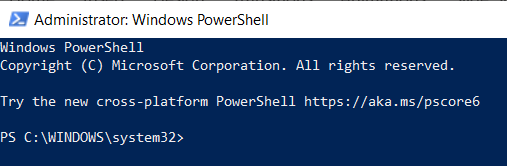 Administrator: Windows PowerShell
Windows PowerShell
Copyright (C) Microsoft Corporation. All rights reserved.
Try the new cross-platform PowerShell https://aka.ms/pscore6
PS C:\WINDOWS\system32>